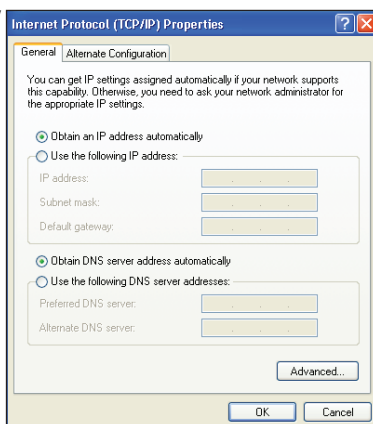 Internet Protocol (TCP/IP) Properties
General Alternate Configuration
You can get IP settings assigned automatically if your network supports
this capability. Otherwise, you need to ask your network administrator for
the appropriate IP settings.
Obtain an IP address automatically
Use the following IP address:
IP address:
Subnet mask:
Default gateway:
Obtain DNS server address automatically
Use the following DNS server addresses:
Preferred DNS server:
Alternate DNS server:
Advanced...
OK Cancel